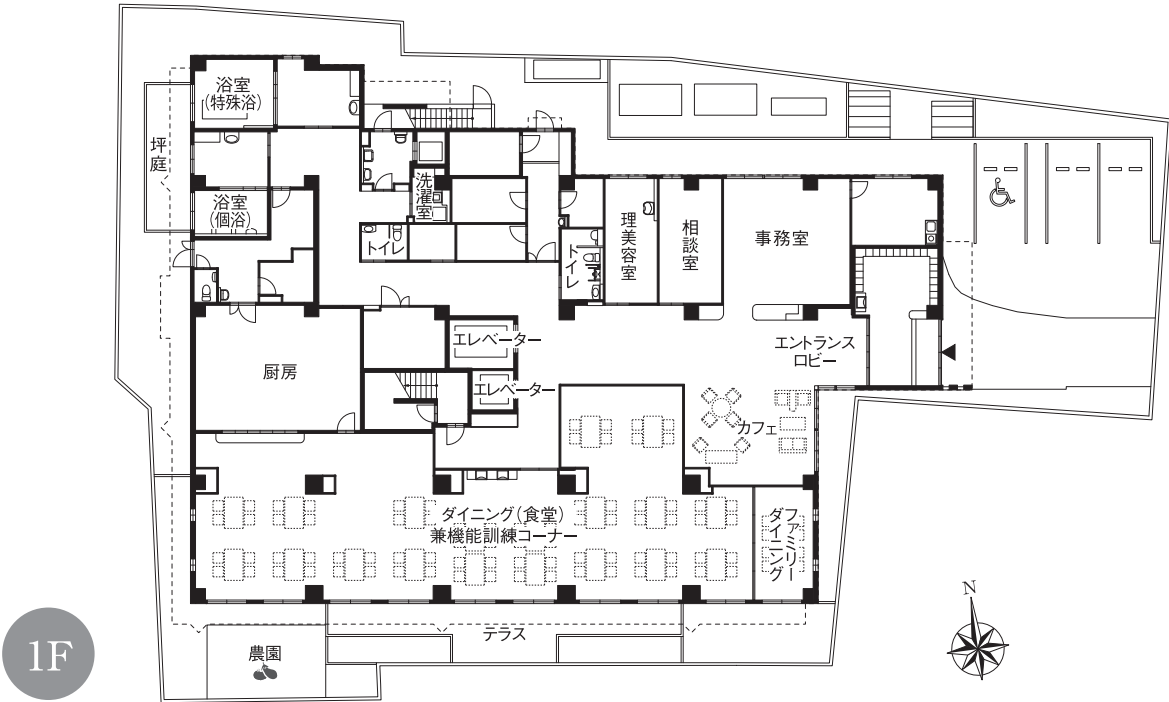 浴室
(特殊浴)
坪庭
浴室
(個浴)
洗濯室
トイレ
トイレ
理美容室
相談室
事務室
エレベーター
エレベーター
エントランス
ロビー
厨房
カフェ
ダイニング(食堂)
兼機能訓練コーナー
ファミリー
ダイニング
テラス
農園
1F
N